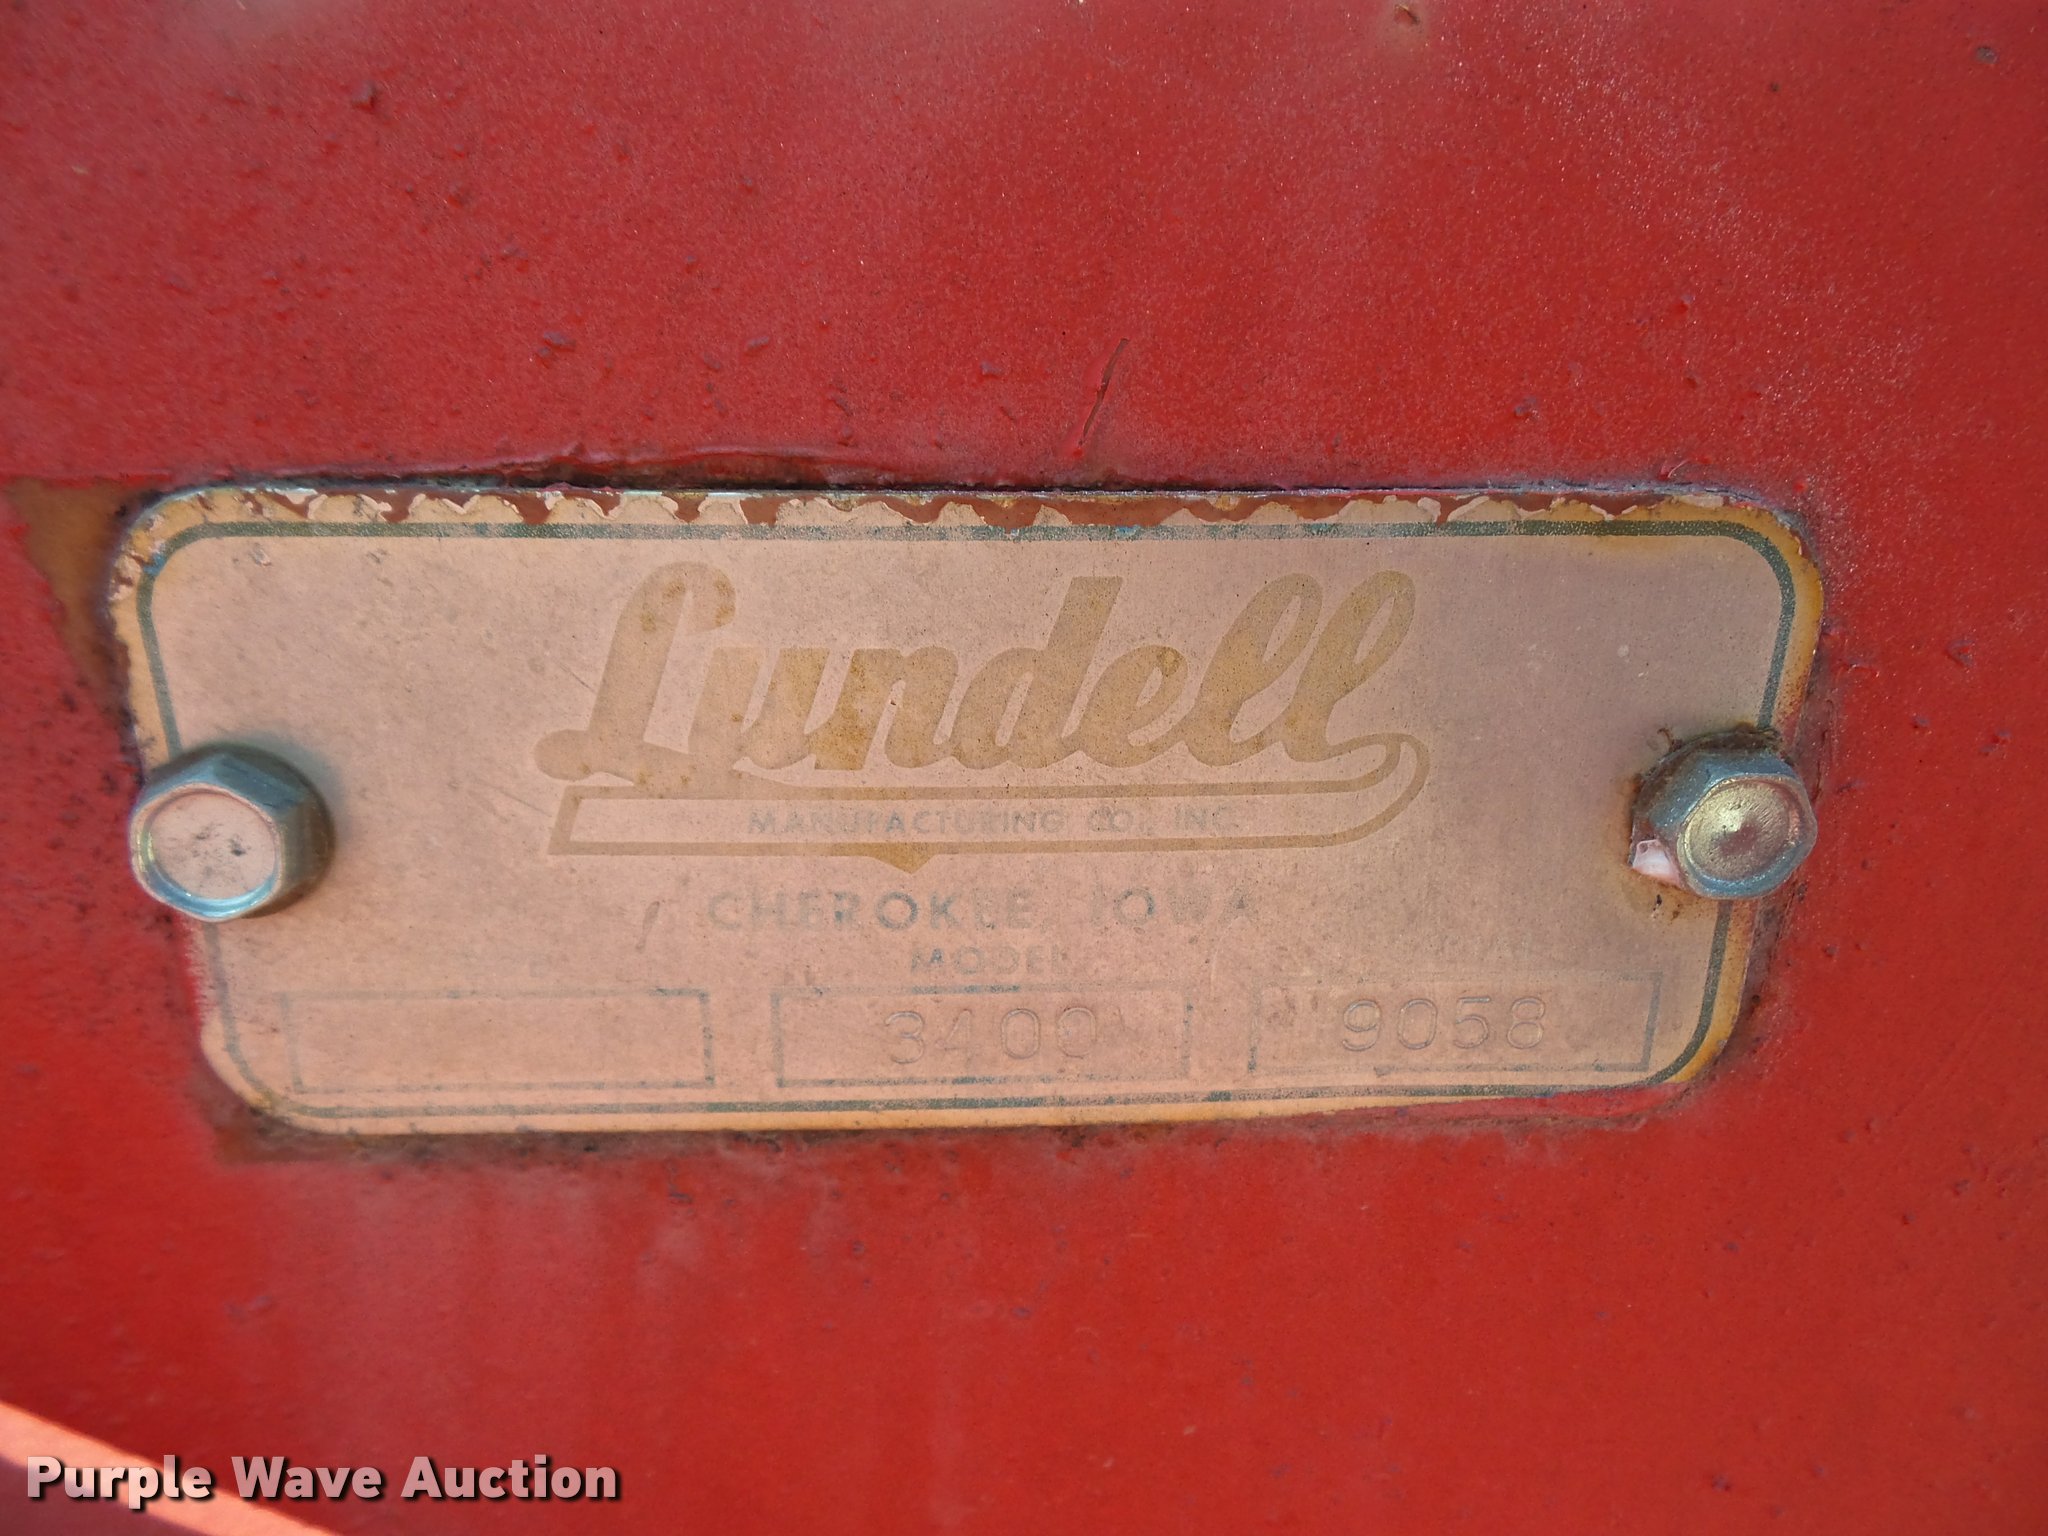 Lundell
MANUFACTURING CO., INC.
CHEROKEE, IOWA
MODEL
3400
9058
Purple Wave Auction